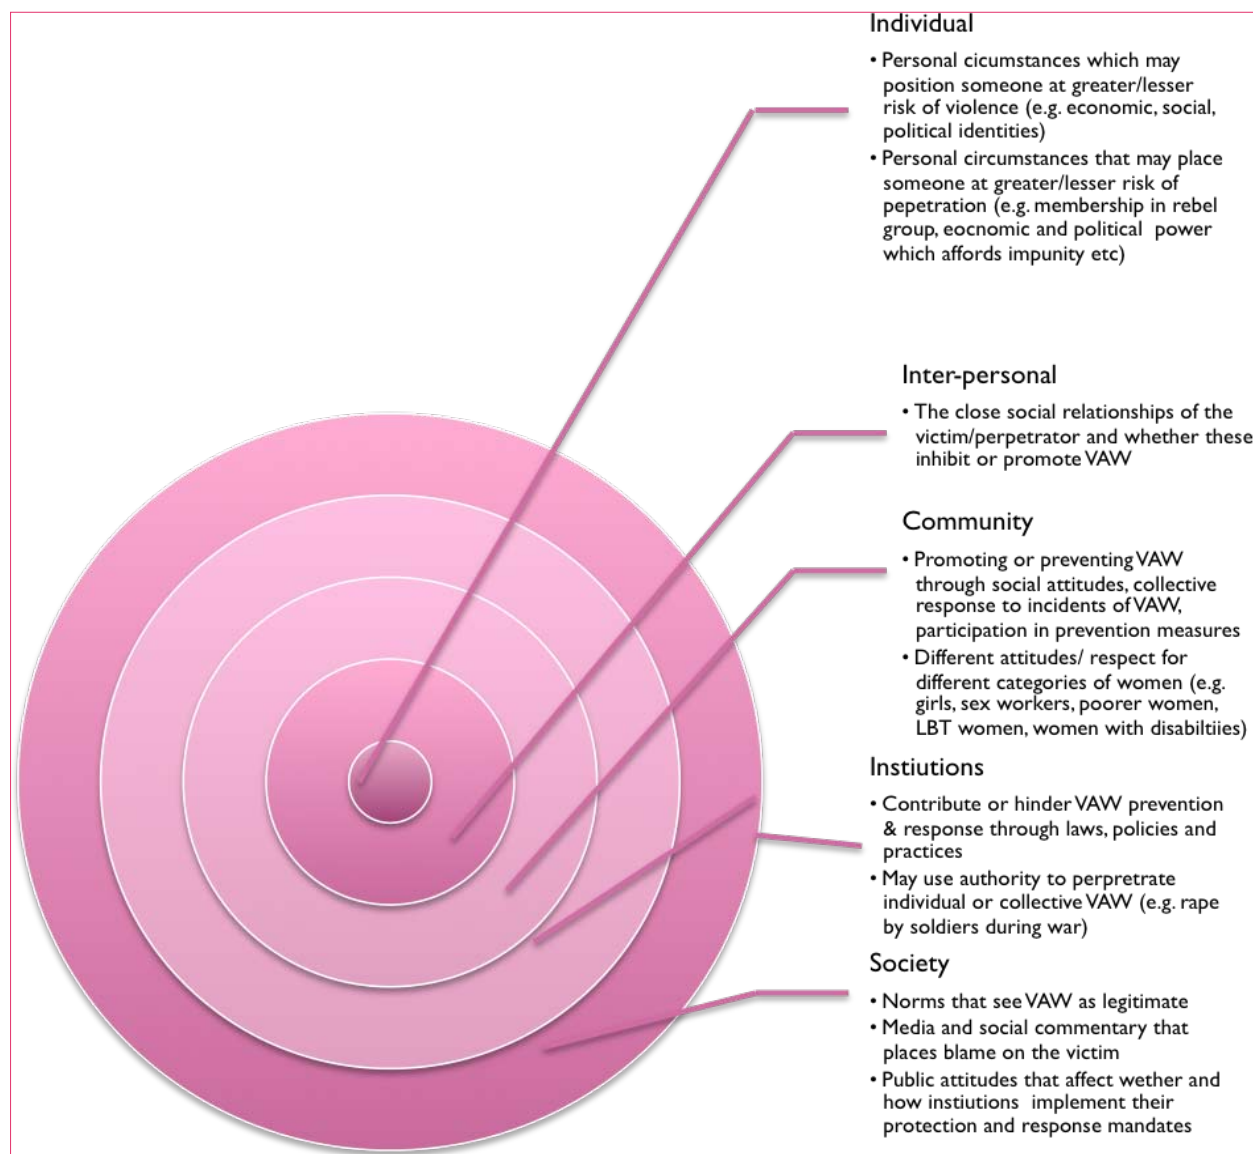 Individual
• Personal cicumstances which may
position someone at greater/lesser
risk of violence (e.g. economic, social,
political identities)
• Personal circumstances that may place
someone at greater/lesser risk of
pepetration (e.g. membership in rebel
group, eocnomic and political power
which affords impunity etc)
Inter-personal
• The close social relationships of the
victim/perpetrator and whether these
inhibit or promote VAW
Community
• Promoting or preventing VAW
through social attitudes, collective
response to incidents of VAW,
participation in prevention measures
• Different attitudes/ respect for
different categories of women (e.g.
girls, sex workers, poorer women,
LBT women, women with disabiltiies)
Instiutions
• Contribute or hinder VAW prevention
& response through laws, policies and
practices
• May use authority to perpretrate
individual or collective VAW (e.g. rape
by soldiers during war)
Society
• Norms that see VAW as legitimate
• Media and social commentary that
places blame on the victim
• Public attitudes that affect wether and
how instiutions implement their
protection and response mandates